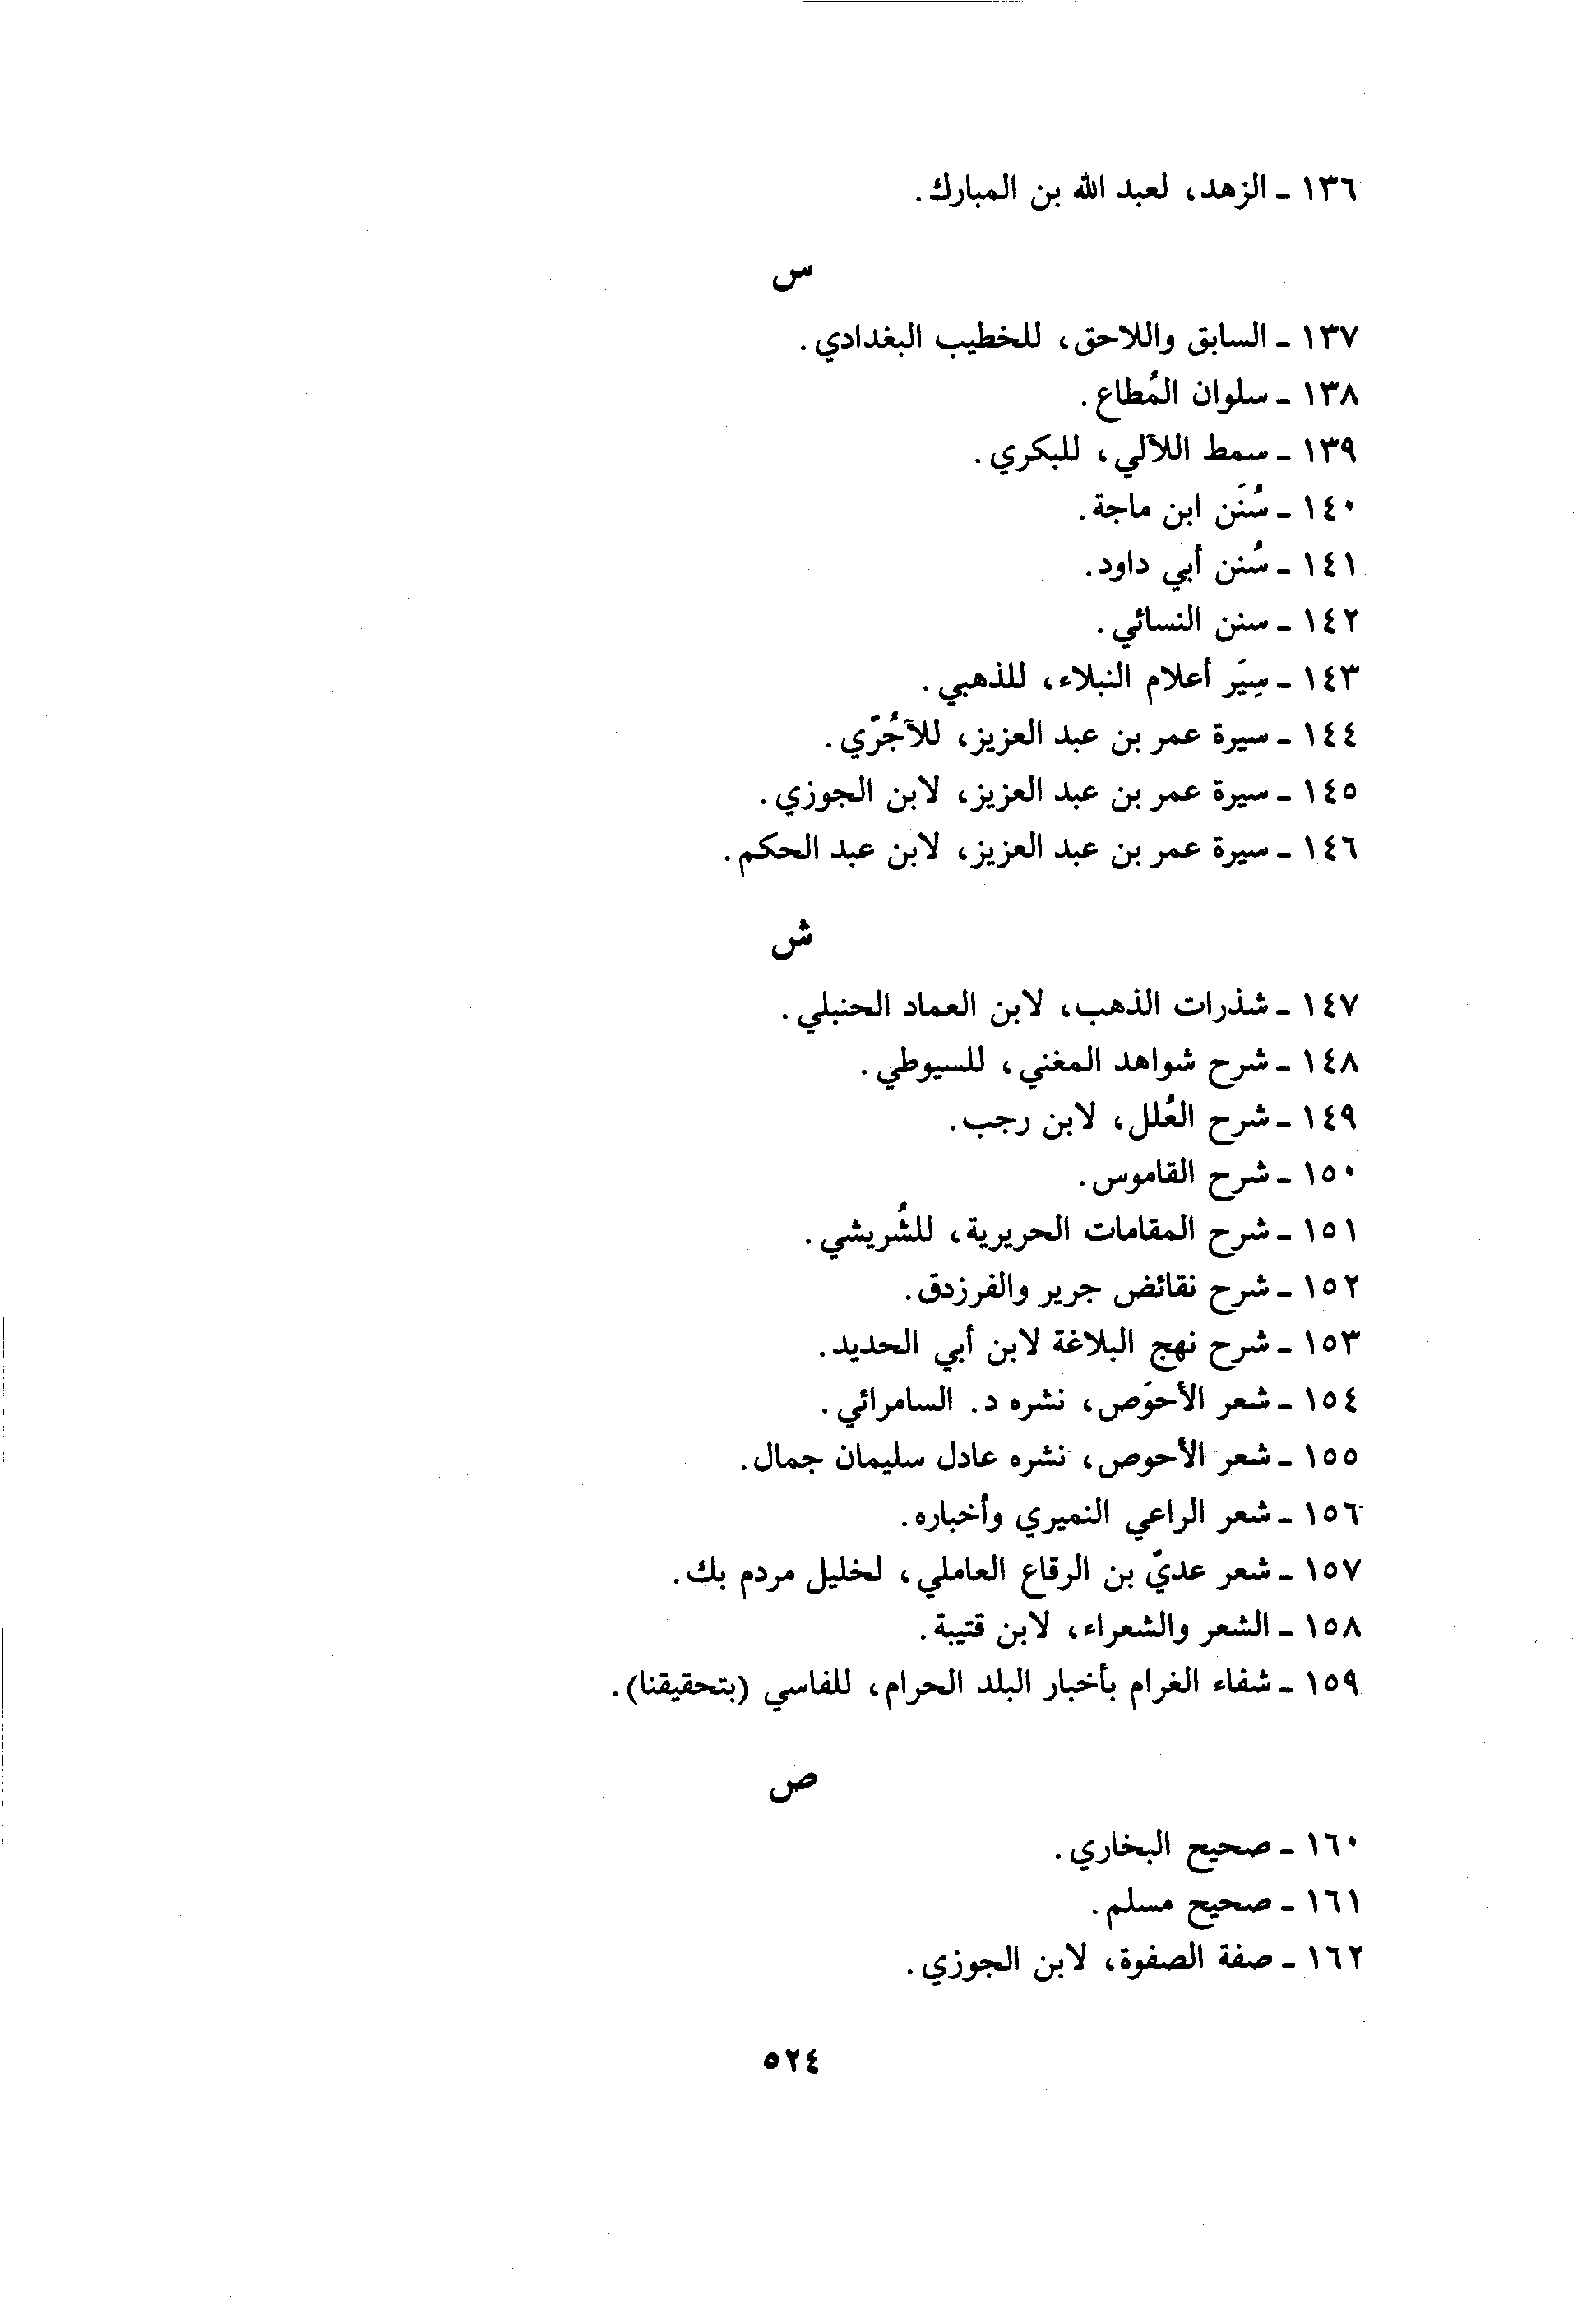 ١٣٦ - الزهد، لعبد الله بن المبارك.
س
١٣٧ - السابق واللاحق، للخطيب البغدادي.
١٣٨ - سلوان المُطاع.
١٣٩ - سمط اللآلي، للبكري.
١٤٠ - سُنَن ابن ماجة.
١٤١ - سُنن أبي داود.
١٤٢ - سنن النسائي.
١٤٣ - سِيَر أعلام النبلاء، للذهبي.
١٤٤ - سيرة عمر بن عبد العزيز، للآجُرّي.
١٤٥ - سيرة عمر بن عبد العزيز، لابن الجوزي.
١٤٦ - سيرة عمر بن عبد العزيز، لابن عبد الحكم.
ش
١٤٧ - شذرات الذهب، لابن العماد الحنبلي.
١٤٨ - شرح شواهد المغني، للسيوطي.
١٤٩ - شرح العُلل، لابن رجب.
١٥٠ - شرح القاموس.
١٥١ - شرح المقامات الحريرية، للشُريشي.
١٥٢ - شرح نقائض جرير والفرزدق.
١٥٣ - شرح نهج البلاغة لابن أبي الحديد.
١٥٤ - شعر الأحوَص، نشره د. السامرائي.
١٥٥ - شعر الأحوص، نشره عادل سليمان جمال.
١٥٦ - شعر الراعي النميري وأخباره.
١٥٧ - شعر عديّ بن الرقاع العاملي، لخليل مردم بك.
١٥٨ - الشعر والشعراء، لابن قتيبة.
١٥٩ - شفاء الغرام بأخبار البلد الحرام، للفاسي (بتحقيقنا).
ص
١٦٠ - صحيح البخاري.
١٦١ - صحيح مسلم.
١٦٢ - صفة الصفوة، لابن الجوزي.
٥٢٤